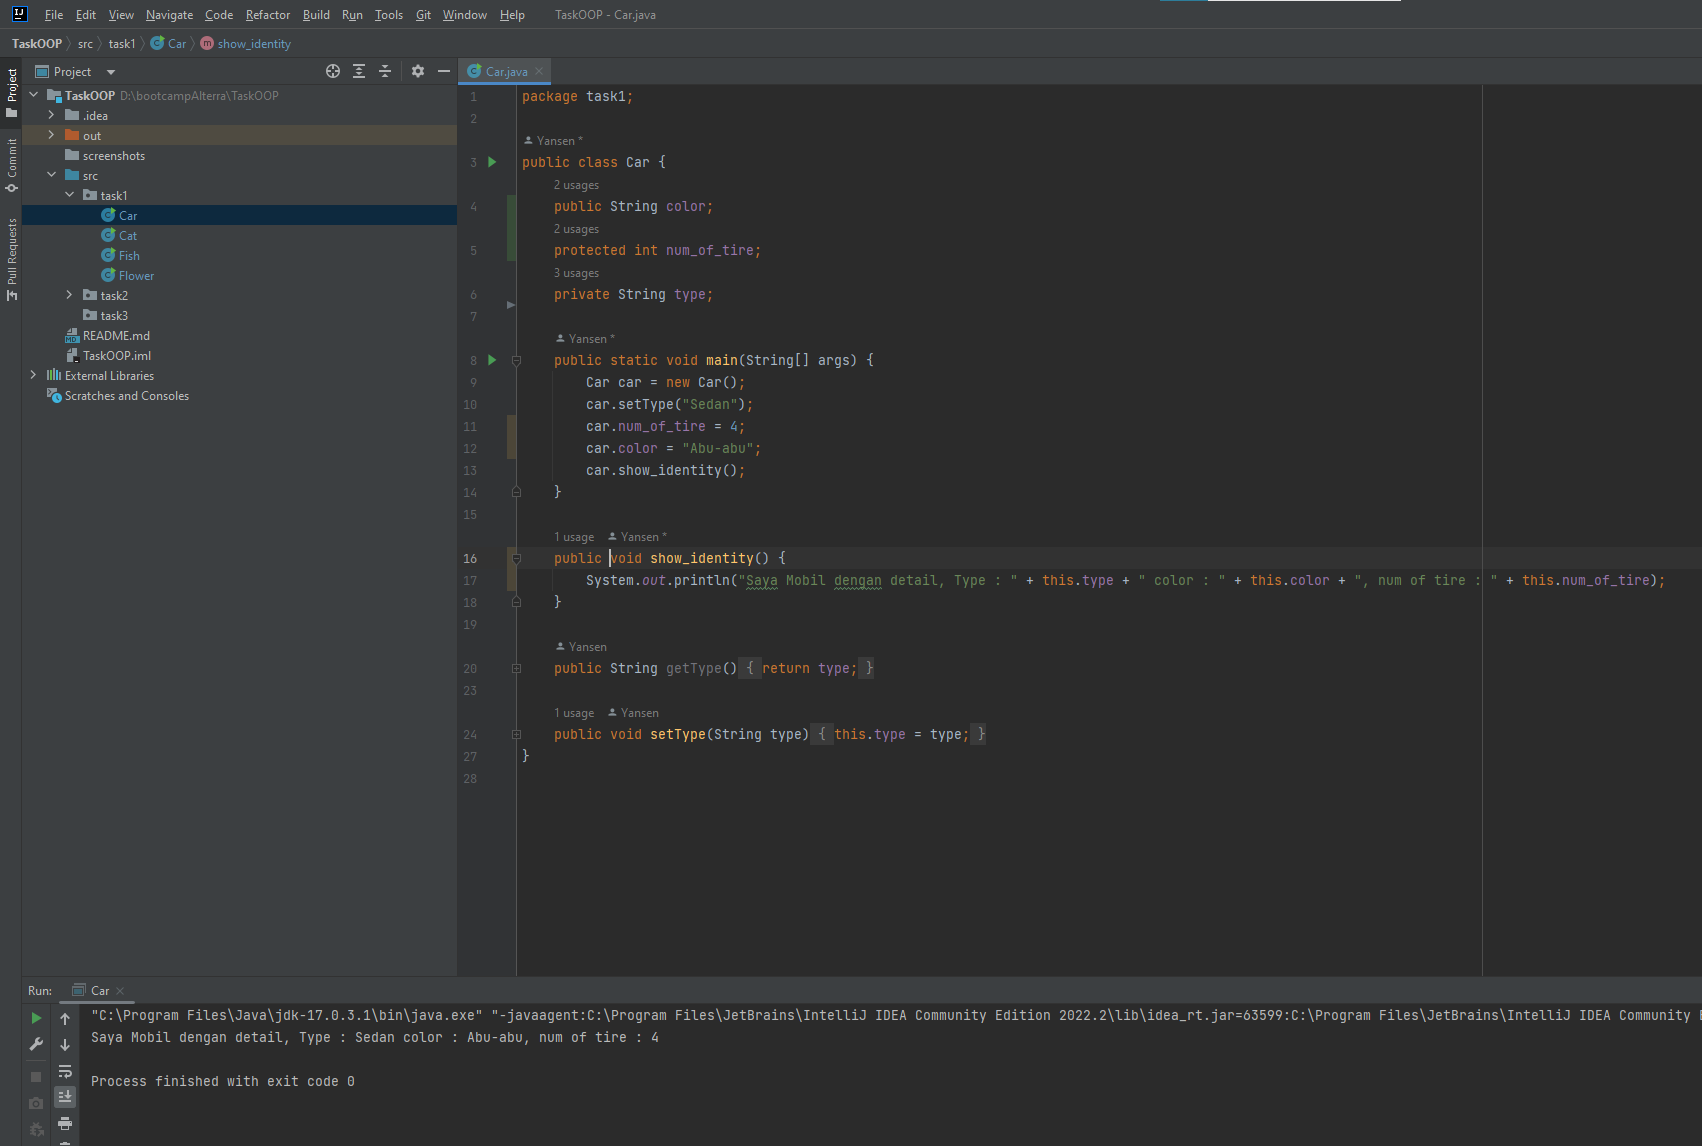 File Edit View Navigate Code Refactor Build Run Tools Git Window Help TaskOOP - Car.java
TaskOOP src task1 Car show_identity
Project
Commit
Pull Requests
Project
TaskOOP D:\bootcampAlterra\TaskOOP
.idea
out
screenshots
src
task1
Car
Cat
Fish
Flower
task2
task3
README.md
TaskOOP.iml
External Libraries
Scratches and Consoles
Car.java
1 package task1;
2
Yansen *
3 public class Car {
2 usages
4 public String color;
2 usages
5 protected int num_of_tire;
3 usages
6 private String type;
7
Yansen *
8 public static void main(String[] args) {
9 Car car = new Car();
10 car.setType("Sedan");
11 car.num_of_tire = 4;
12 car.color = "Abu-abu";
13 car.show_identity();
14 }
15
1 usage Yansen *
16 public void show_identity() {
17 System.out.println("Saya Mobil dengan detail, Type : " + this.type + " color : " + this.color + ", num of tire : " + this.num_of_tire);
18 }
19
Yansen
20 public String getType() { return type; }
23
1 usage Yansen
24 public void setType(String type) { this.type = type; }
27 }
28
Run: Car
"C:\Program Files\Java\jdk-17.0.3.1\bin\java.exe" "-javaagent:C:\Program Files\JetBrains\IntelliJ IDEA Community Edition 2022.2\lib\idea_rt.jar=63599:C:\Program Files\JetBrains\IntelliJ IDEA Community
Saya Mobil dengan detail, Type : Sedan color : Abu-abu, num of tire : 4
Process finished with exit code 0